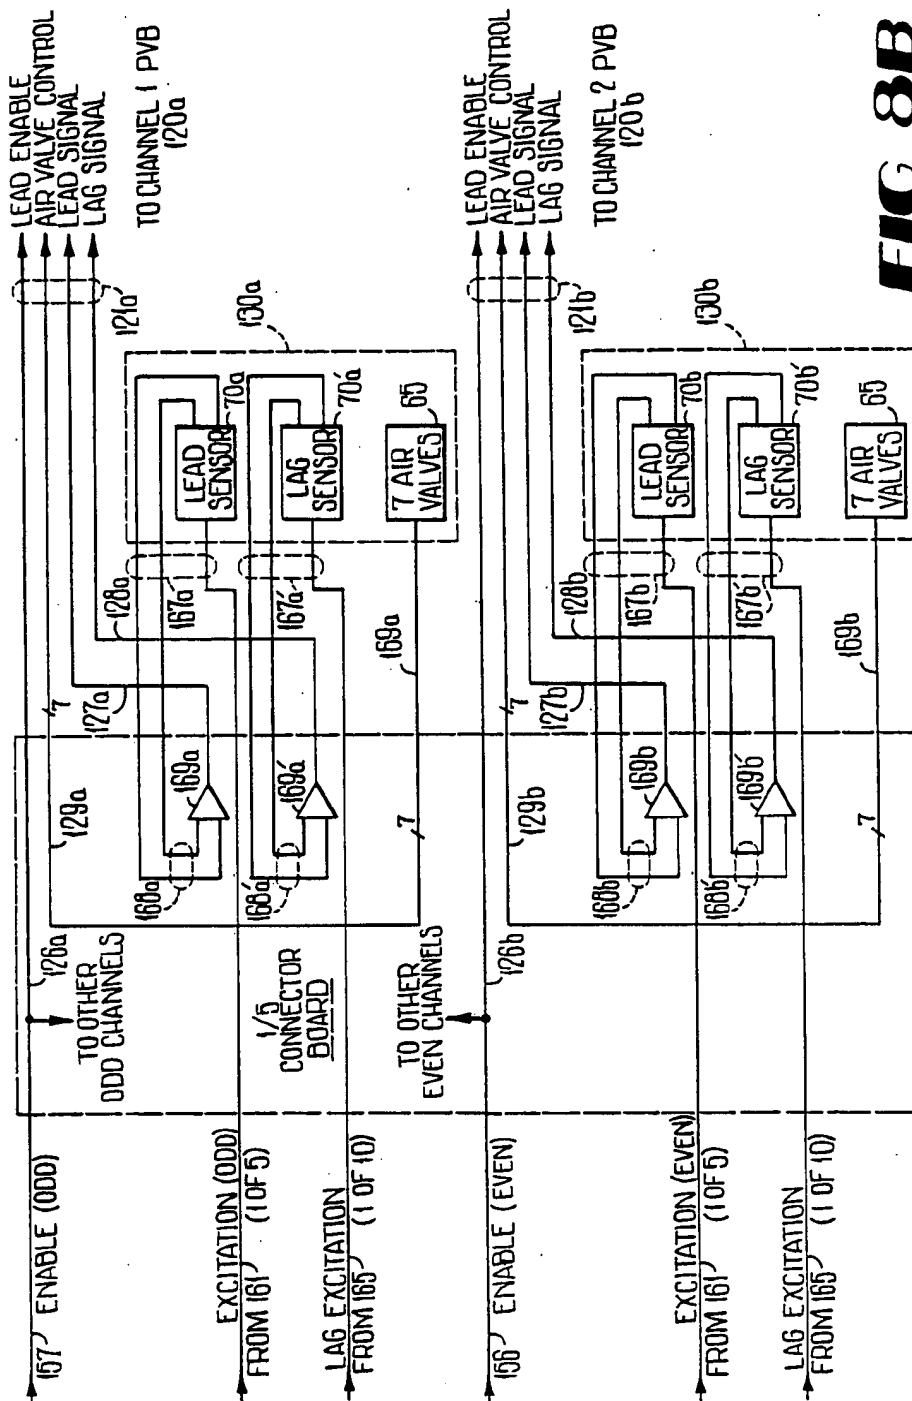 LEAD ENABLE
AIR VALVE CONTROL
LEAD SIGNAL
LAG SIGNAL
TO CHANNEL 1 PVB
120a
121a
130a
157 ENABLE (ODD)
126a
TO OTHER
ODD CHANNELS
129a
7
127a
128a
168a
169a
167a
LEAD
SENSOR
70a
EXCITATION (ODD)
FROM 161 (1 OF 5)
1/5
CONNECTOR
BOARD
168a'
169a'
167a'
LAG
SENSOR
70a'
LAG EXCITATION
FROM 165 (1 OF 10)
7
169a
7 AIR
VALVES
65
LEAD ENABLE
AIR VALVE CONTROL
LEAD SIGNAL
LAG SIGNAL
TO CHANNEL 2 PVB
120b
121b
130b
TO OTHER
EVEN CHANNELS
156 ENABLE (EVEN)
126b
129b
7
127b
128b
168b
169b
167b
LEAD
SENSOR
70b
EXCITATION (EVEN)
FROM 161 (1 OF 5)
168b'
169b'
167b'
LAG
SENSOR
70b'
LAG EXCITATION
FROM 165 (1 OF 10)
7
169b
7 AIR
VALVES
65
FIG 8B